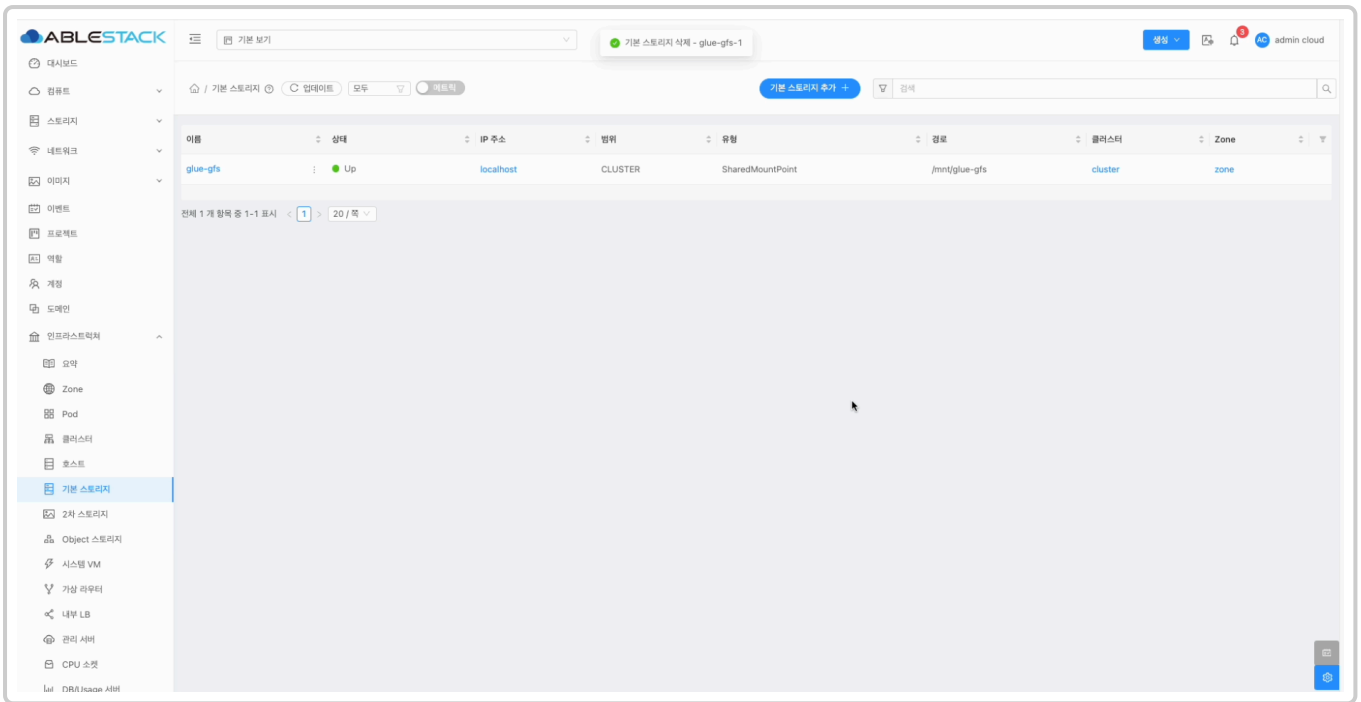 ABLESTACK
기본 보기
기본 스토리지 삭제 - glue-gfs-1
생성
3
AC
admin cloud
대시보드
컴퓨트
스토리지
네트워크
이미지
이벤트
프로젝트
역할
계정
도메인
인프라스트럭쳐
요약
Zone
Pod
클러스터
호스트
기본 스토리지
2차 스토리지
Object 스토리지
시스템 VM
가상 라우터
내부 LB
관리 서버
CPU 소켓
DB/Usage 서버
/ 기본 스토리지
업데이트
모두
메트릭
기본 스토리지 추가 +
검색
이름 상태 IP 주소 범위 유형 경로 클러스터 Zone
glue-gfs Up localhost CLUSTER SharedMountPoint /mnt/glue-gfs cluster zone
전체 1 개 항목 중 1-1 표시 < 1 > 20 / 쪽